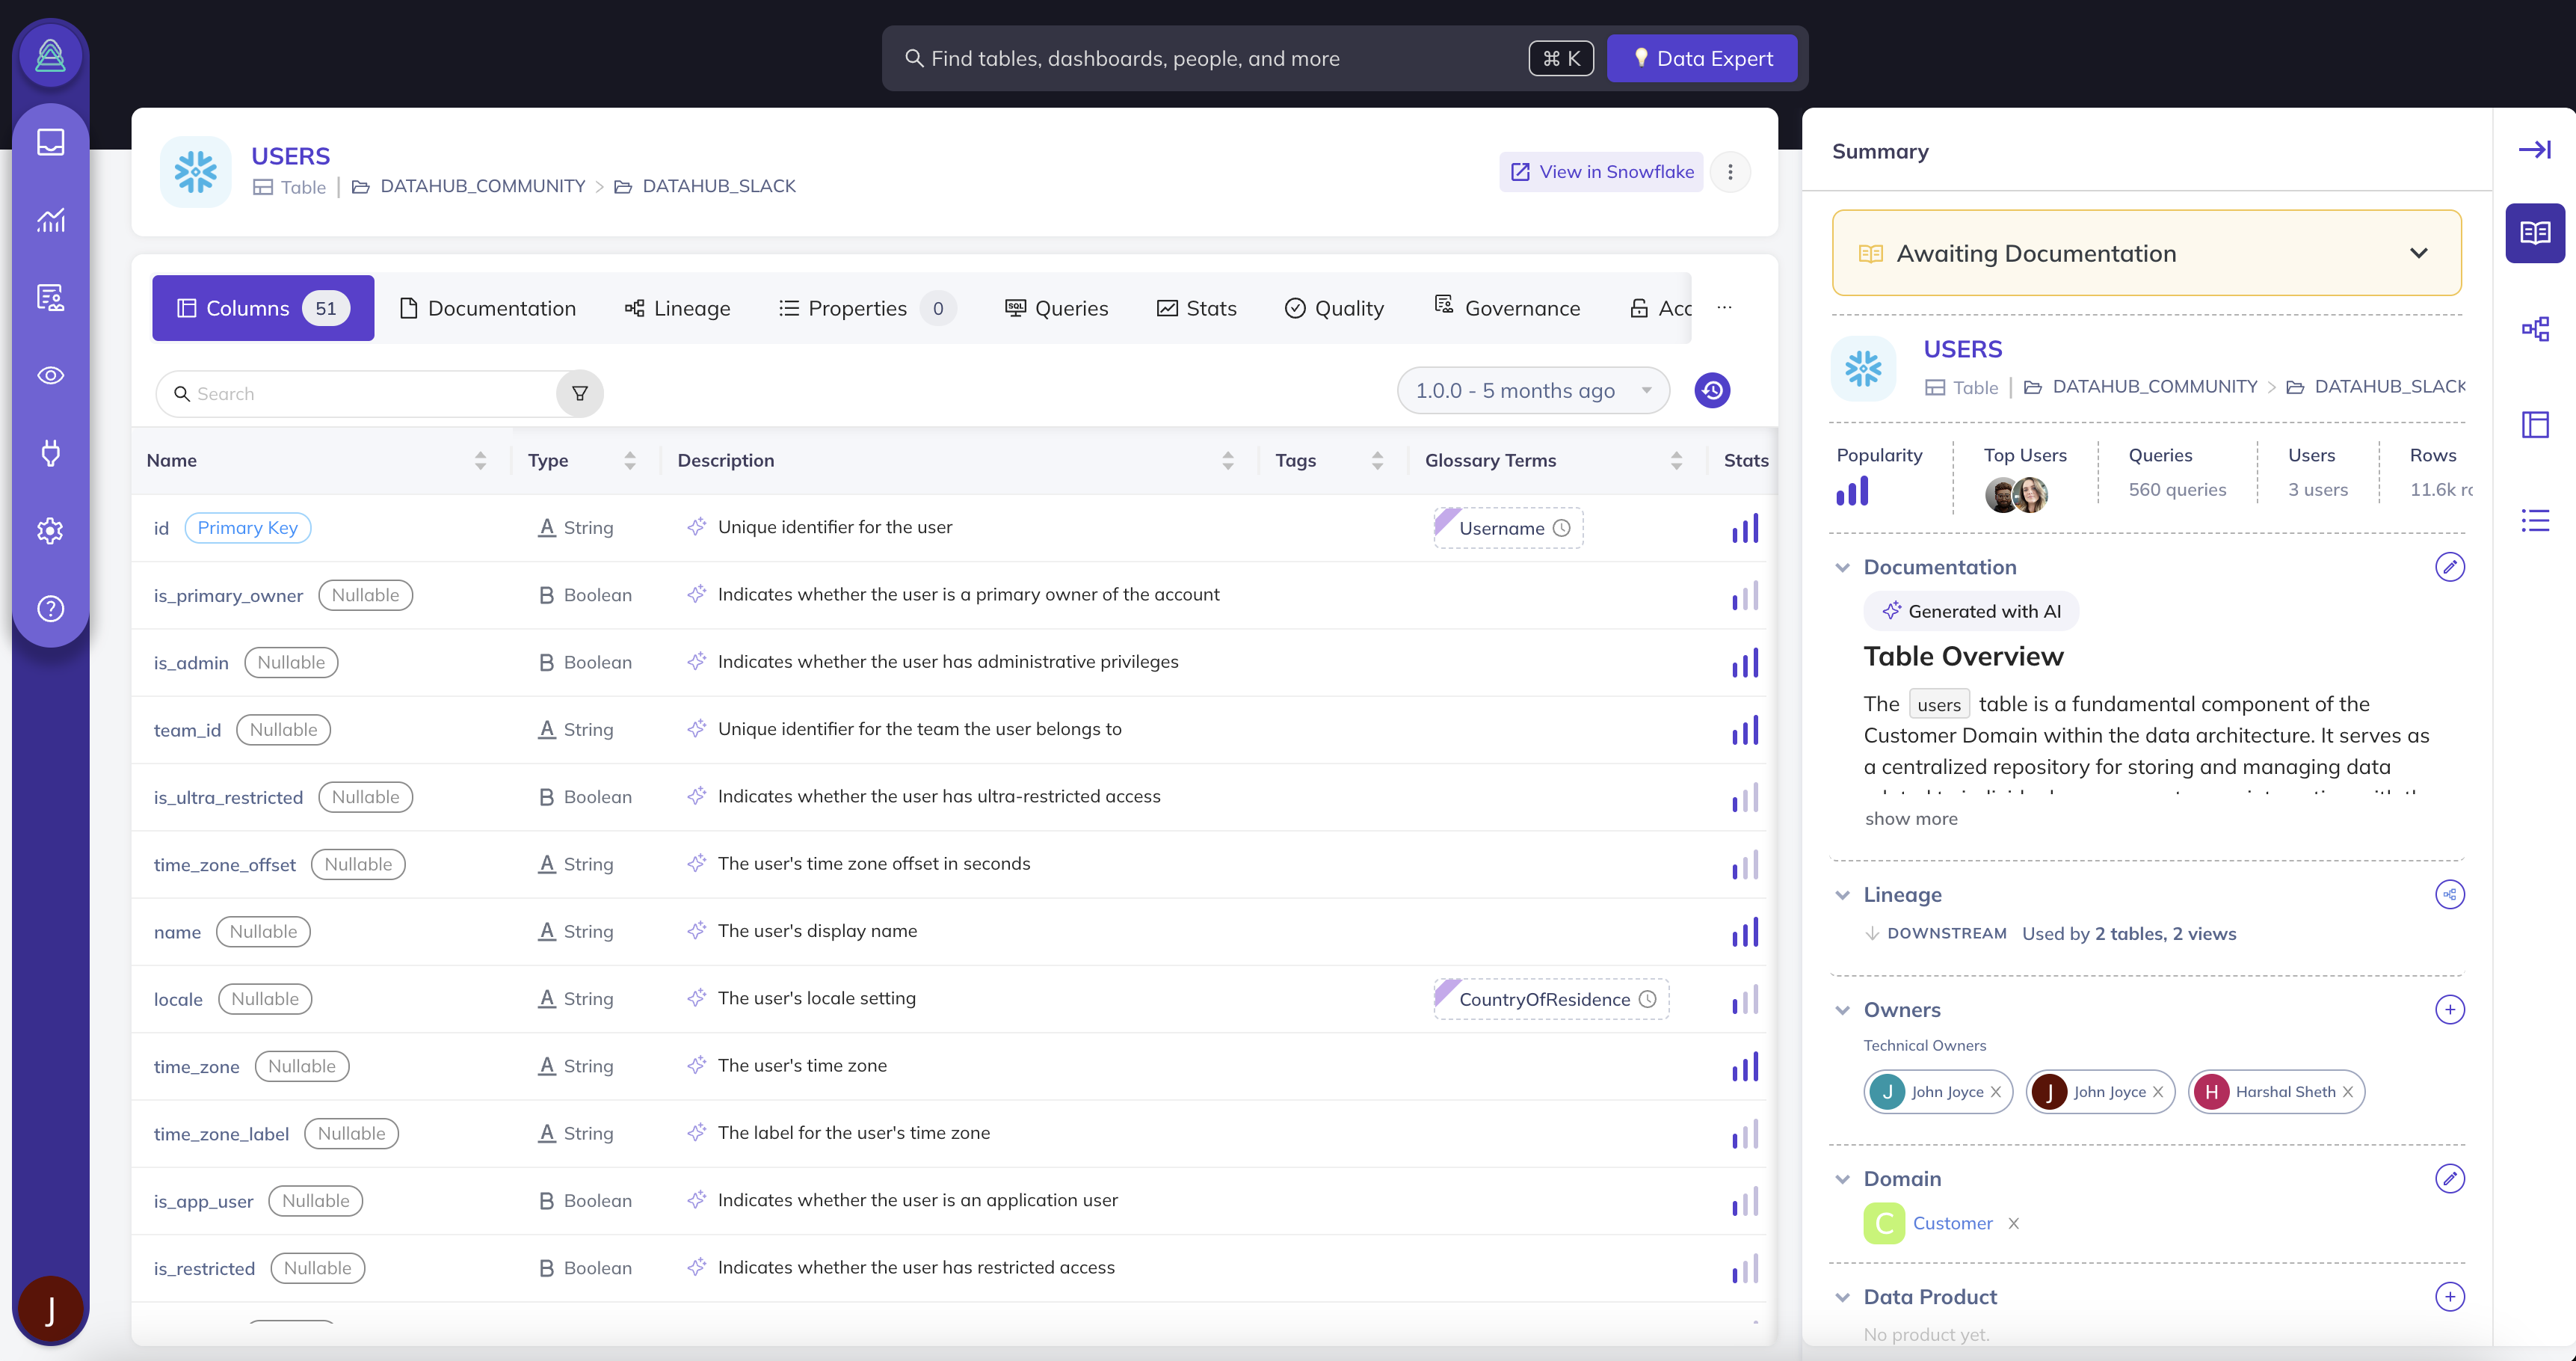 Find tables, dashboards, people, and more
⌘ K
Data Expert
USERS
Table | DATAHUB_COMMUNITY > DATAHUB_SLACK
View in Snowflake
Columns 51
Documentation
Lineage
Properties 0
Queries
Stats
Quality
Governance
Acc
...
Search
1.0.0 - 5 months ago
Name Type Description Tags Glossary Terms Stats
id Primary Key String Unique identifier for the user Username
is_primary_owner Nullable Boolean Indicates whether the user is a primary owner of the account
is_admin Nullable Boolean Indicates whether the user has administrative privileges
team_id Nullable String Unique identifier for the team the user belongs to
is_ultra_restricted Nullable Boolean Indicates whether the user has ultra-restricted access
time_zone_offset Nullable String The user's time zone offset in seconds
name Nullable String The user's display name
locale Nullable String The user's locale setting CountryOfResidence
time_zone Nullable String The user's time zone
time_zone_label Nullable String The label for the user's time zone
is_app_user Nullable Boolean Indicates whether the user is an application user
is_restricted Nullable Boolean Indicates whether the user has restricted access
J
Summary
Awaiting Documentation
USERS
Table | DATAHUB_COMMUNITY > DATAHUB_SLACK
Popularity Top Users Queries Users Rows
560 queries 3 users 11.6k ro
Documentation
Generated with AI
Table Overview
The users table is a fundamental component of the
Customer Domain within the data architecture. It serves as
a centralized repository for storing and managing data
show more
Lineage
DOWNSTREAM Used by 2 tables, 2 views
Owners
Technical Owners
J John Joyce X J John Joyce X H Harshal Sheth X
Domain
C Customer X
Data Product
No product yet.